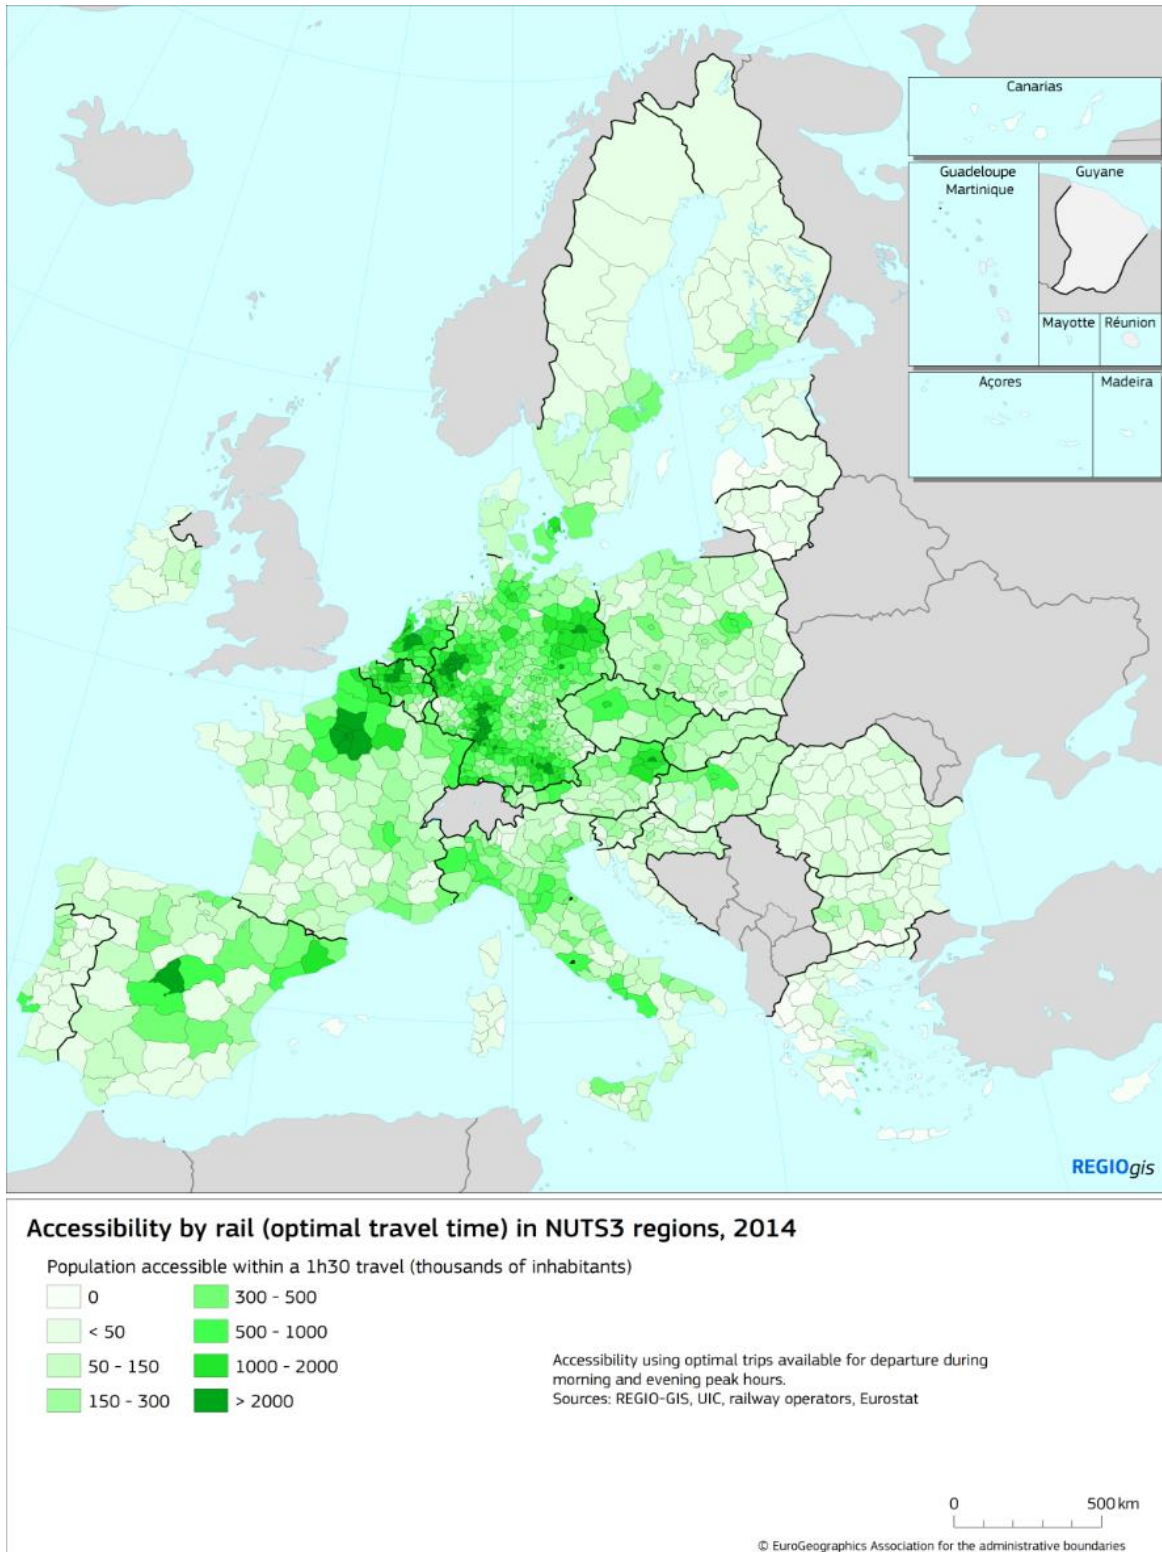 Canarias
Guadeloupe
Martinique
Guyane
Mayotte
Réunion
Açores
Madeira
REGIOgis
Accessibility by rail (optimal travel time) in NUTS3 regions, 2014
Population accessible within a 1h30 travel (thousands of inhabitants)
0
< 50
50 - 150
150 - 300
300 - 500
500 - 1000
1000 - 2000
> 2000
Accessibility using optimal trips available for departure during
morning and evening peak hours.
Sources: REGIO-GIS, UIC, railway operators, Eurostat
0 500 km
© EuroGeographics Association for the administrative boundaries